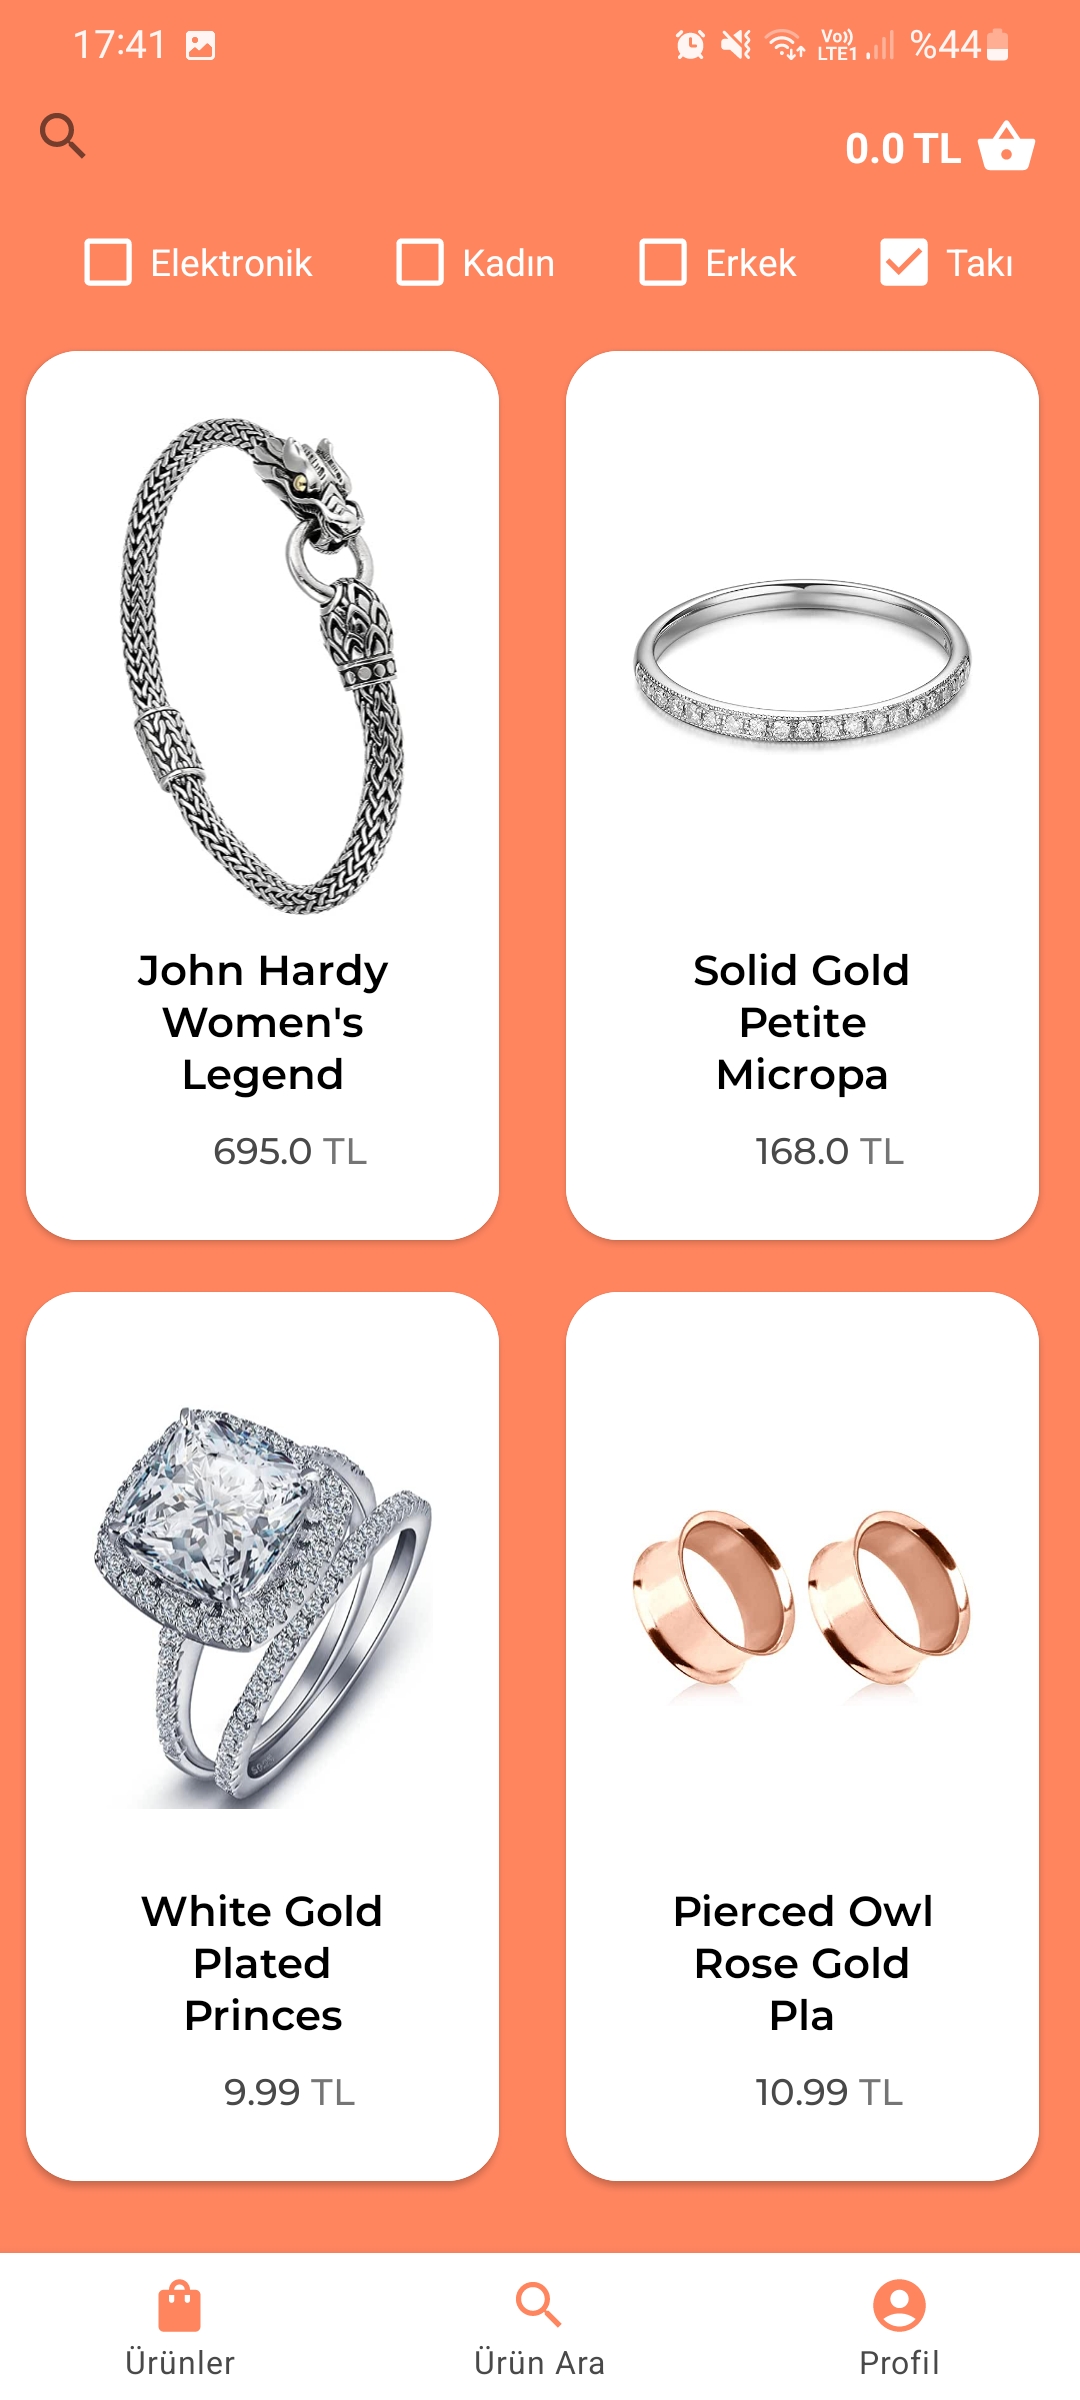 17:41 Vo)) LTE1 %44
0.0 TL
Elektronik Kadın Erkek Takı
John Hardy
Women's
Legend
695.0 TL
Solid Gold
Petite
Micropa
168.0 TL
White Gold
Plated
Princes
9.99 TL
Pierced Owl
Rose Gold
Pla
10.99 TL
Ürünler Ürün Ara Profil